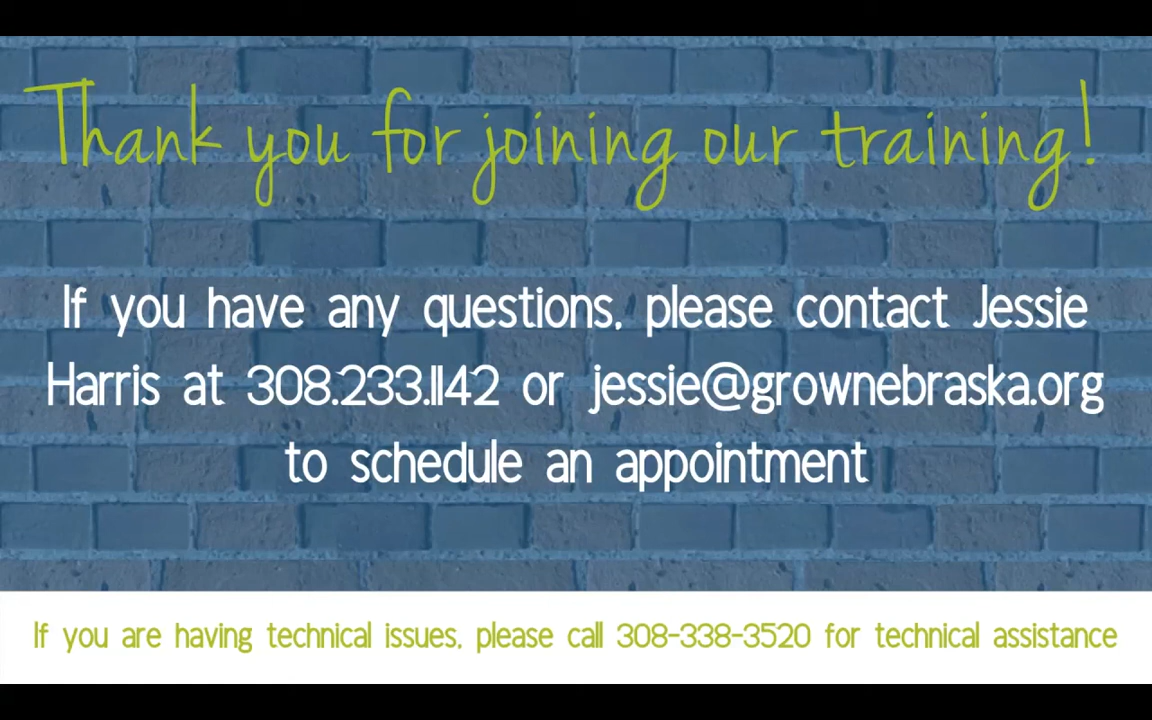 Thank you for joining our training!
If you have any questions, please contact Jessie
Harris at 308.233.1142 or jessie@grownebraska.org
to schedule an appointment
If you are having technical issues, please call 308-338-3520 for technical assistance